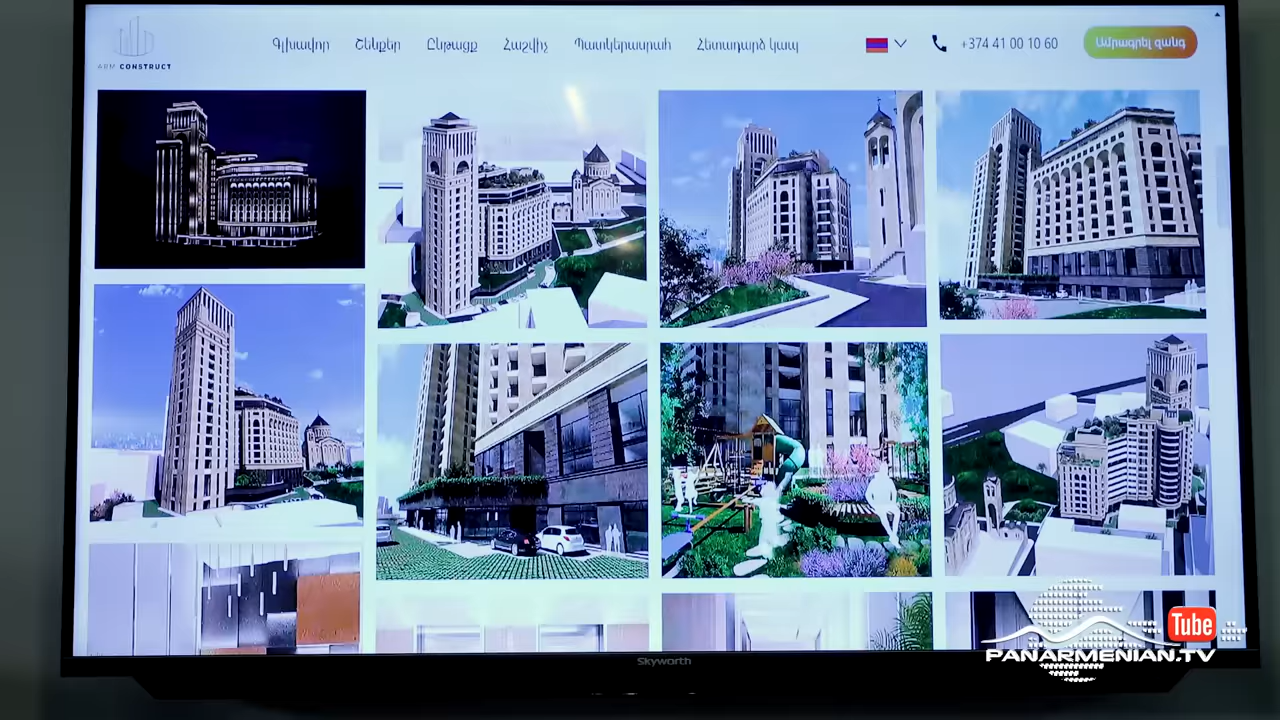 ARM CONSTRUCT
Գլխավոր Շենքեր Ընթացք Հաշվիչ Պատկերասրահ Հետադարձ կապ
+374 41 00 10 60
Ամրագրել զանգ
Skyworth
Tube
PANARMENIAN.TV